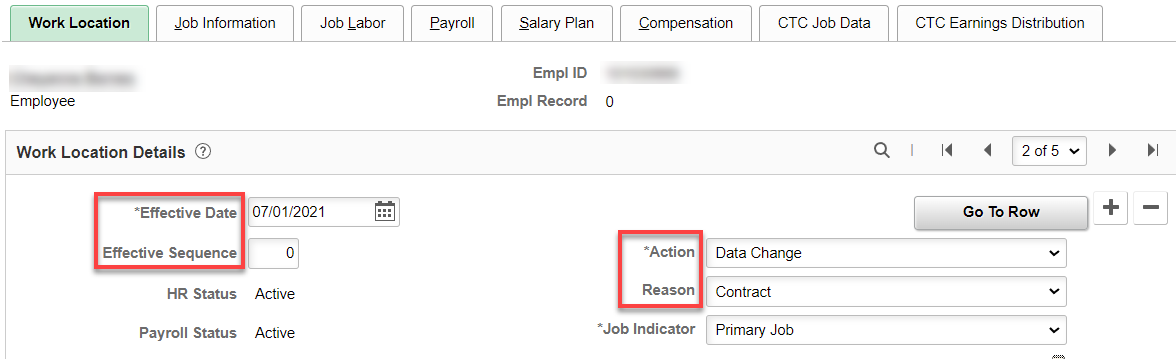 Work Location Job Information Job Labor Payroll Salary Plan Compensation CTC Job Data CTC Earnings Distribution
Empl ID
Employee
Empl Record 0
Work Location Details ? 2 of 5
*Effective Date 07/01/2021
Go To Row
Effective Sequence 0
*Action Data Change
HR Status Active
Reason Contract
Payroll Status Active
*Job Indicator Primary Job